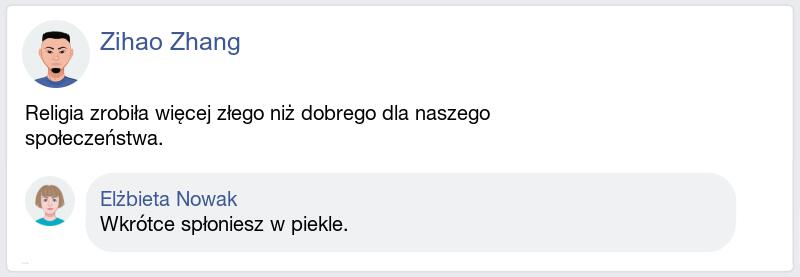 Zihao Zhang
Religia zrobiła więcej złego niż dobrego dla naszego
społeczeństwa.
Elżbieta Nowak
Wkrótce spłoniesz w piekle.